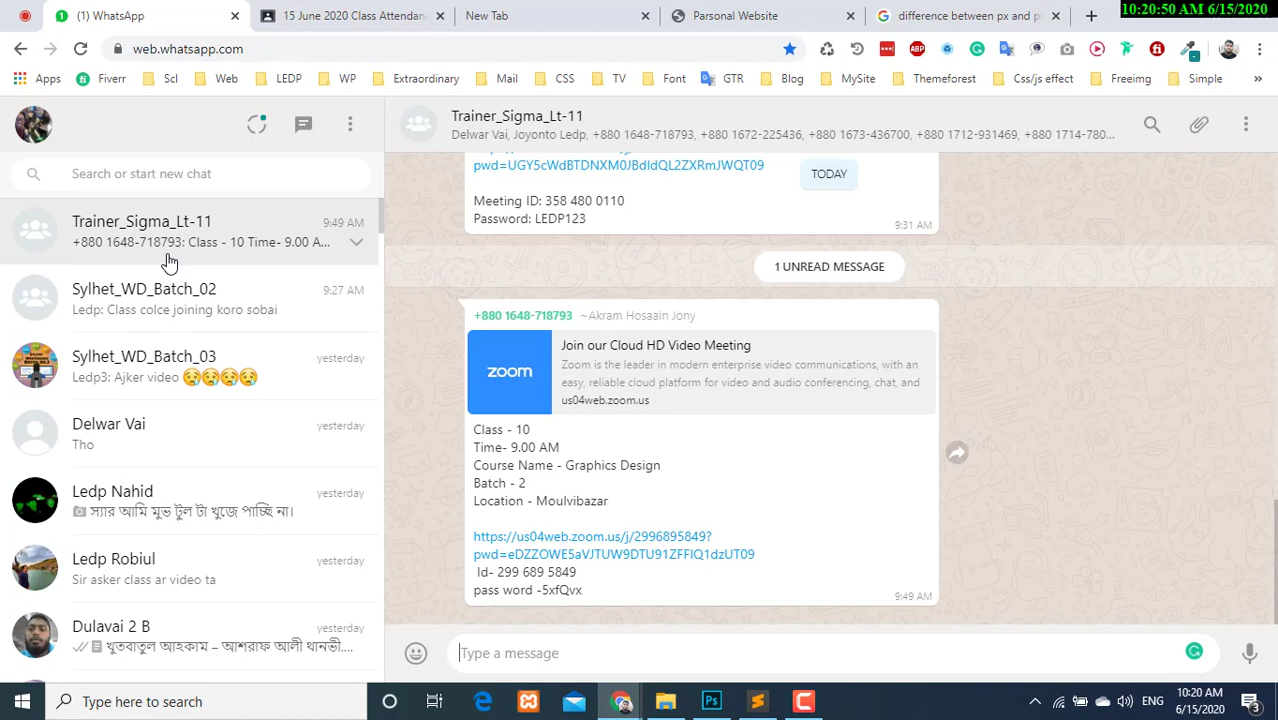 10:20:50 AM 6/15/2020
(1) WhatsApp
15 June 2020 Class Attendan
New Tab
Parsonal Website
difference between px and pt
web.whatsapp.com
Apps
Fiverr
Scl
Web
LEDP
WP
Extraordinary
Mail
CSS
TV
Font
GTR
Blog
MySite
Themeforest
Css/js effect
Freeimg
Simple
»
Search or start new chat
Trainer_Sigma_Lt-11
9:49 AM
+880 1648-718793: Class - 10 Time- 9.00 A...
Sylhet_WD_Batch_02
9:27 AM
Ledp: Class colce joining koro sobai
Sylhet_WD_Batch_03
yesterday
Ledp3: Ajker video 😥😥😥😥
Delwar Vai
yesterday
Tho
Ledp Nahid
yesterday
স্যার আমি মুভ টুল টা খুজে পাচ্ছি না।
Ledp Robiul
yesterday
Sir asker class ar video ta
Dulavai 2 B
yesterday
খুতবাতুল আহকাম – আশরাফ আলী থানভী....
Trainer_Sigma_Lt-11
Delwar Vai, Joyonto Ledp, +880 1648-718793, +880 1672-225436, +880 1673-436700, +880 1712-931469, +880 1714-780...
pwd=UGY5cWdBTDNXM0JBdIdQL2ZXRmJWQT09
TODAY
Meeting ID: 358 480 0110
Password: LEDP123
9:31 AM
1 UNREAD MESSAGE
+880 1648-718793 ~Akram Hosaain Jony
zoom
Join our Cloud HD Video Meeting
Zoom is the leader in modern enterprise video communications, with an
easy, reliable cloud platform for video and audio conferencing, chat, and
us04web.zoom.us
Class - 10
Time- 9.00 AM
Course Name - Graphics Design
Batch - 2
Location - Moulvibazar
https://us04web.zoom.us/j/2996895849?
pwd=eDZZOWE5aVJTUW9DTU91ZFFIQ1dzUT09
Id- 299 689 5849
pass word -5xfQvx
9:49 AM
Type a message
Type here to search
ENG
10:20 AM
6/15/2020
3